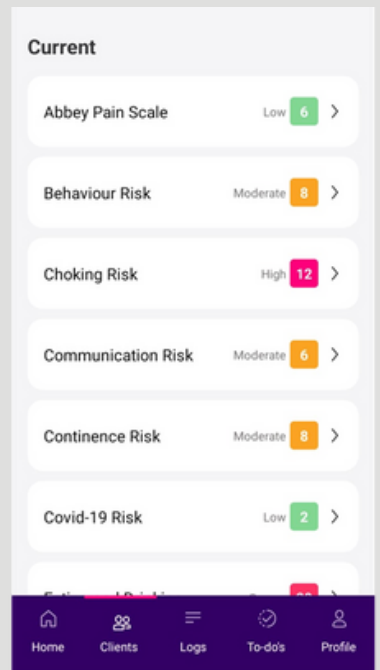 Current
Abbey Pain Scale Low 6
Behaviour Risk Moderate 8
Choking Risk High 12
Communication Risk Moderate 6
Continence Risk Moderate 8
Covid-19 Risk Low 2
Home Clients Logs To-do's Profile